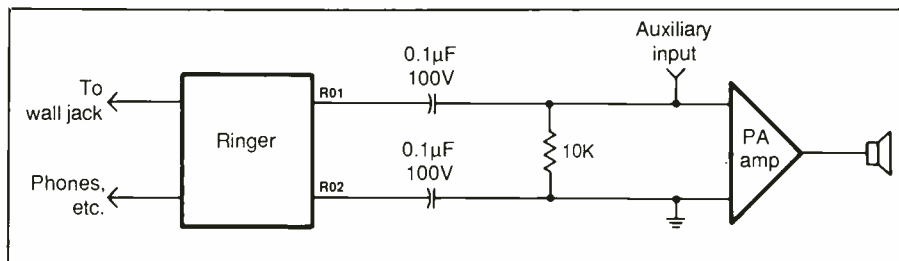 Auxiliary
input
0.1µF
100V
To
wall jack
R01
Ringer
PA
amp
10K
0.1µF
100V
Phones,
etc.
R02